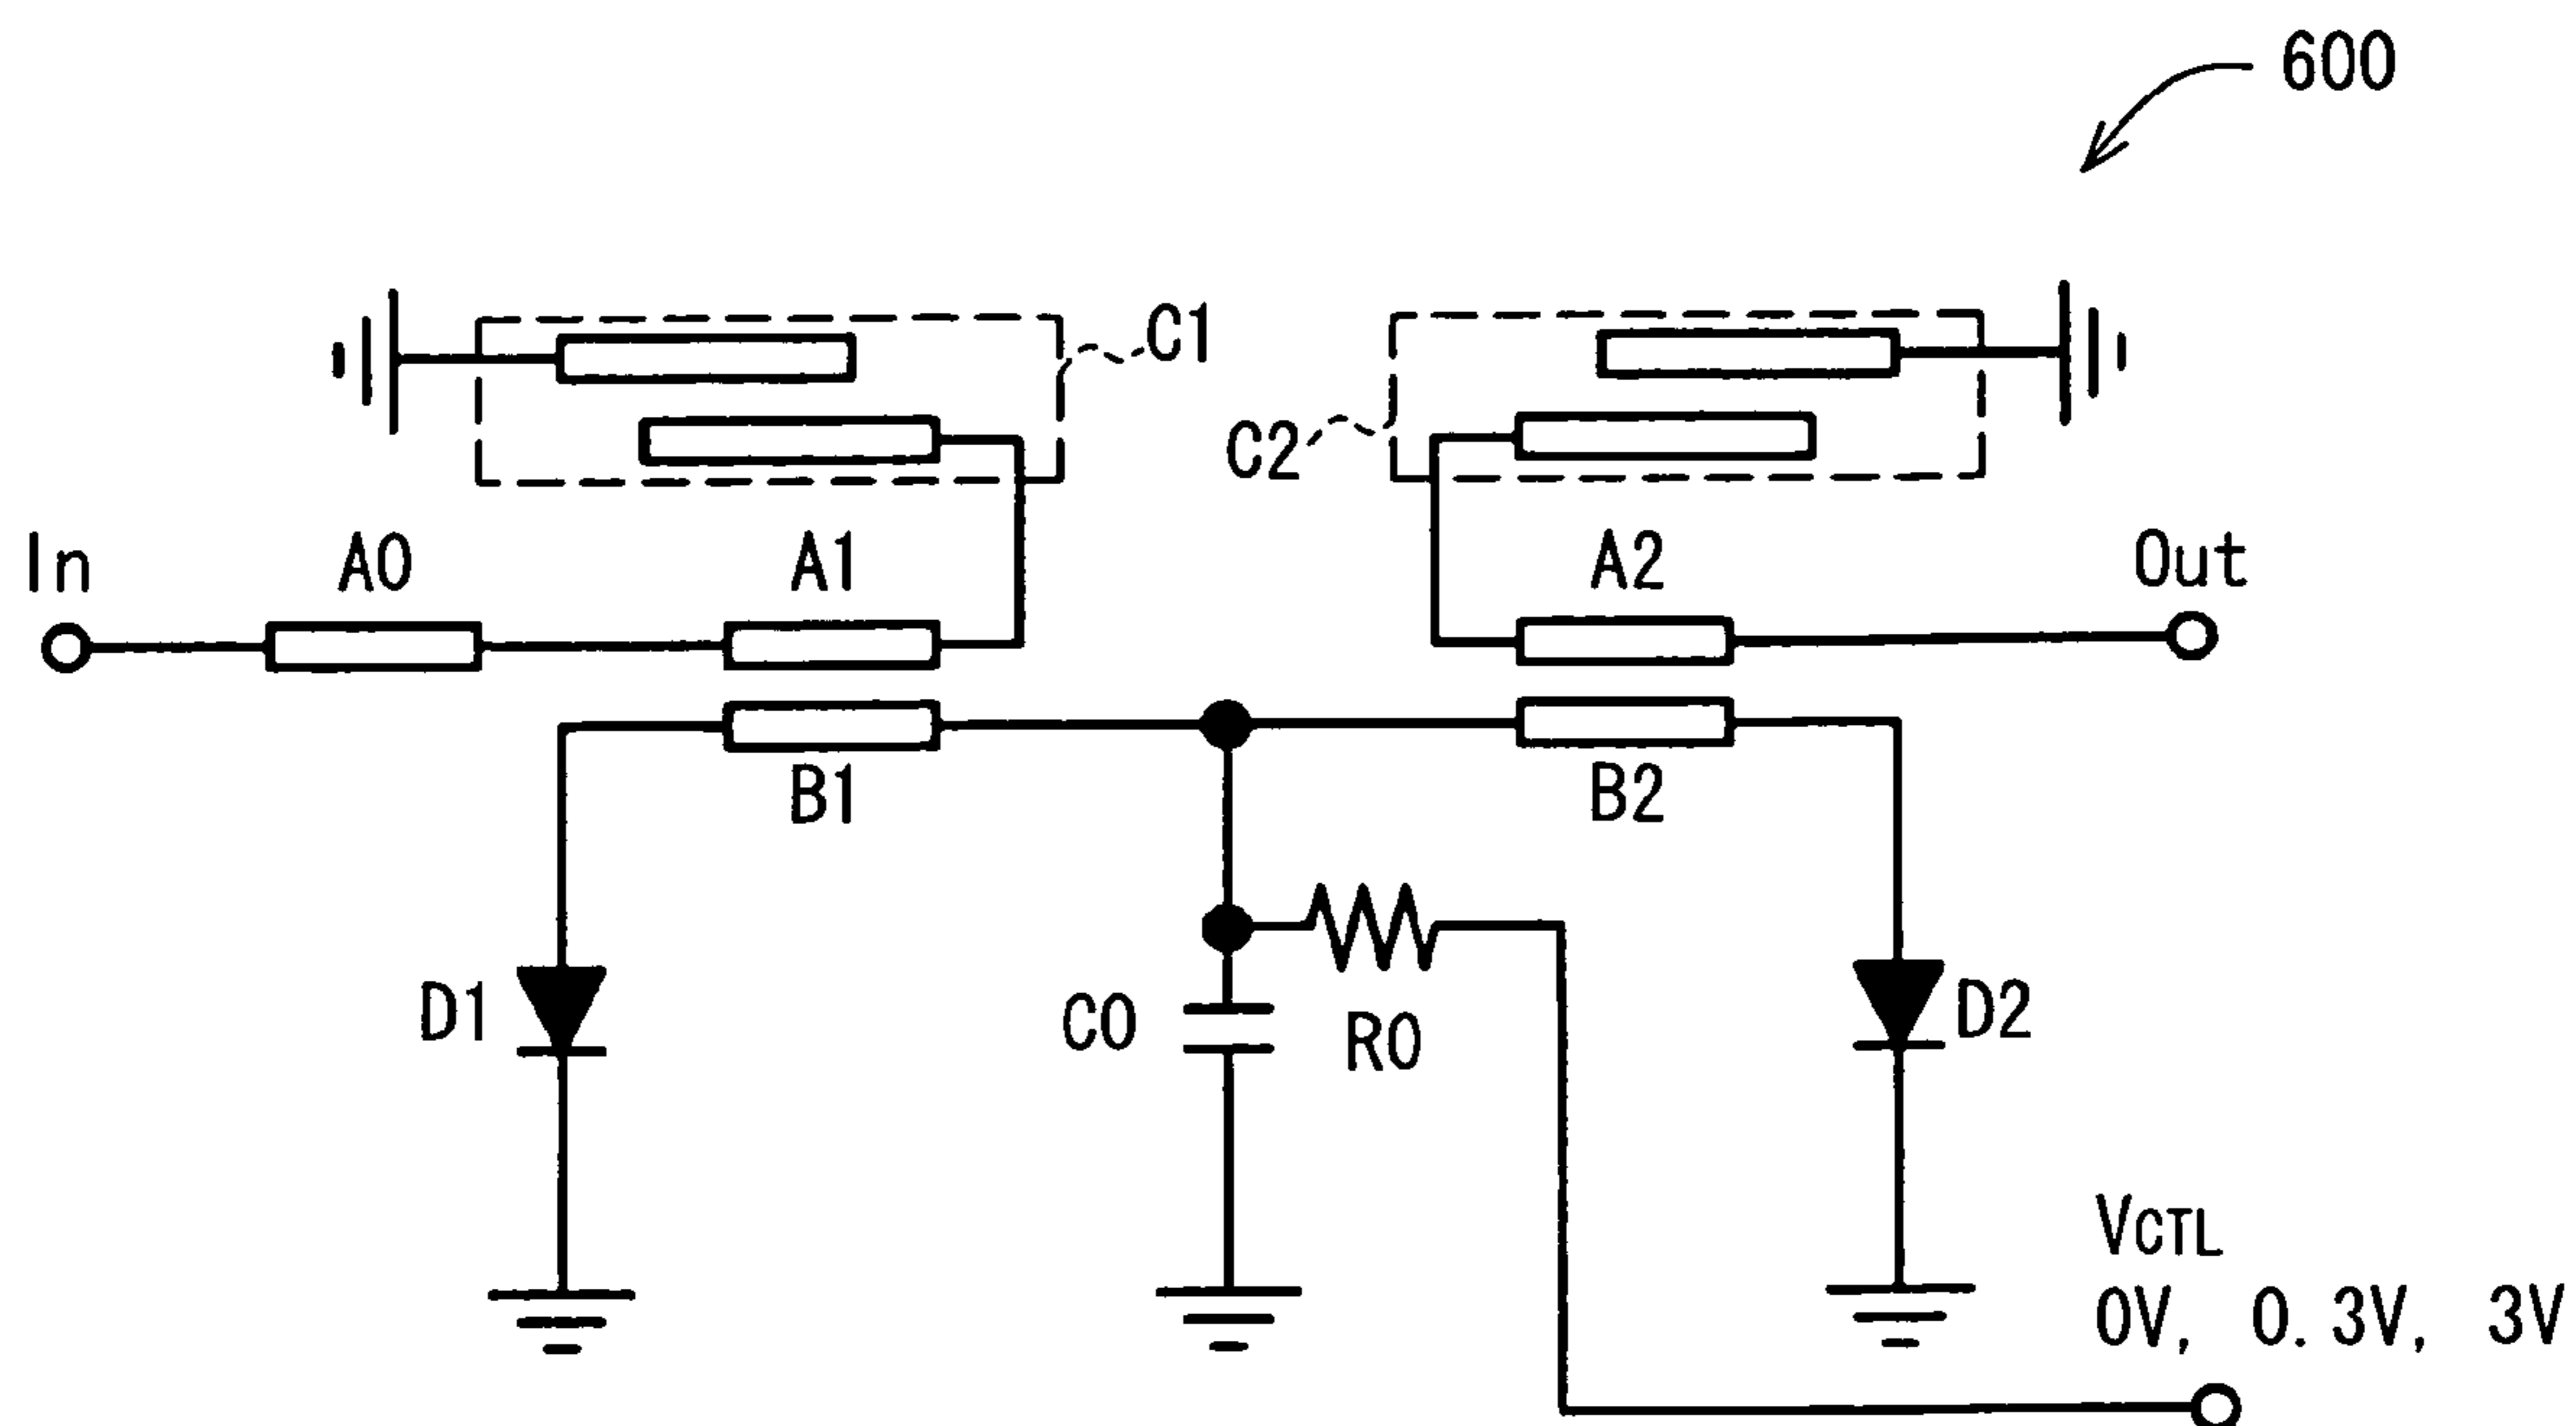 600
C1
C2
In
A0
A1
A2
Out
B1
B2
D1
C0
R0
D2
VCTL
0V, 0.3V, 3V